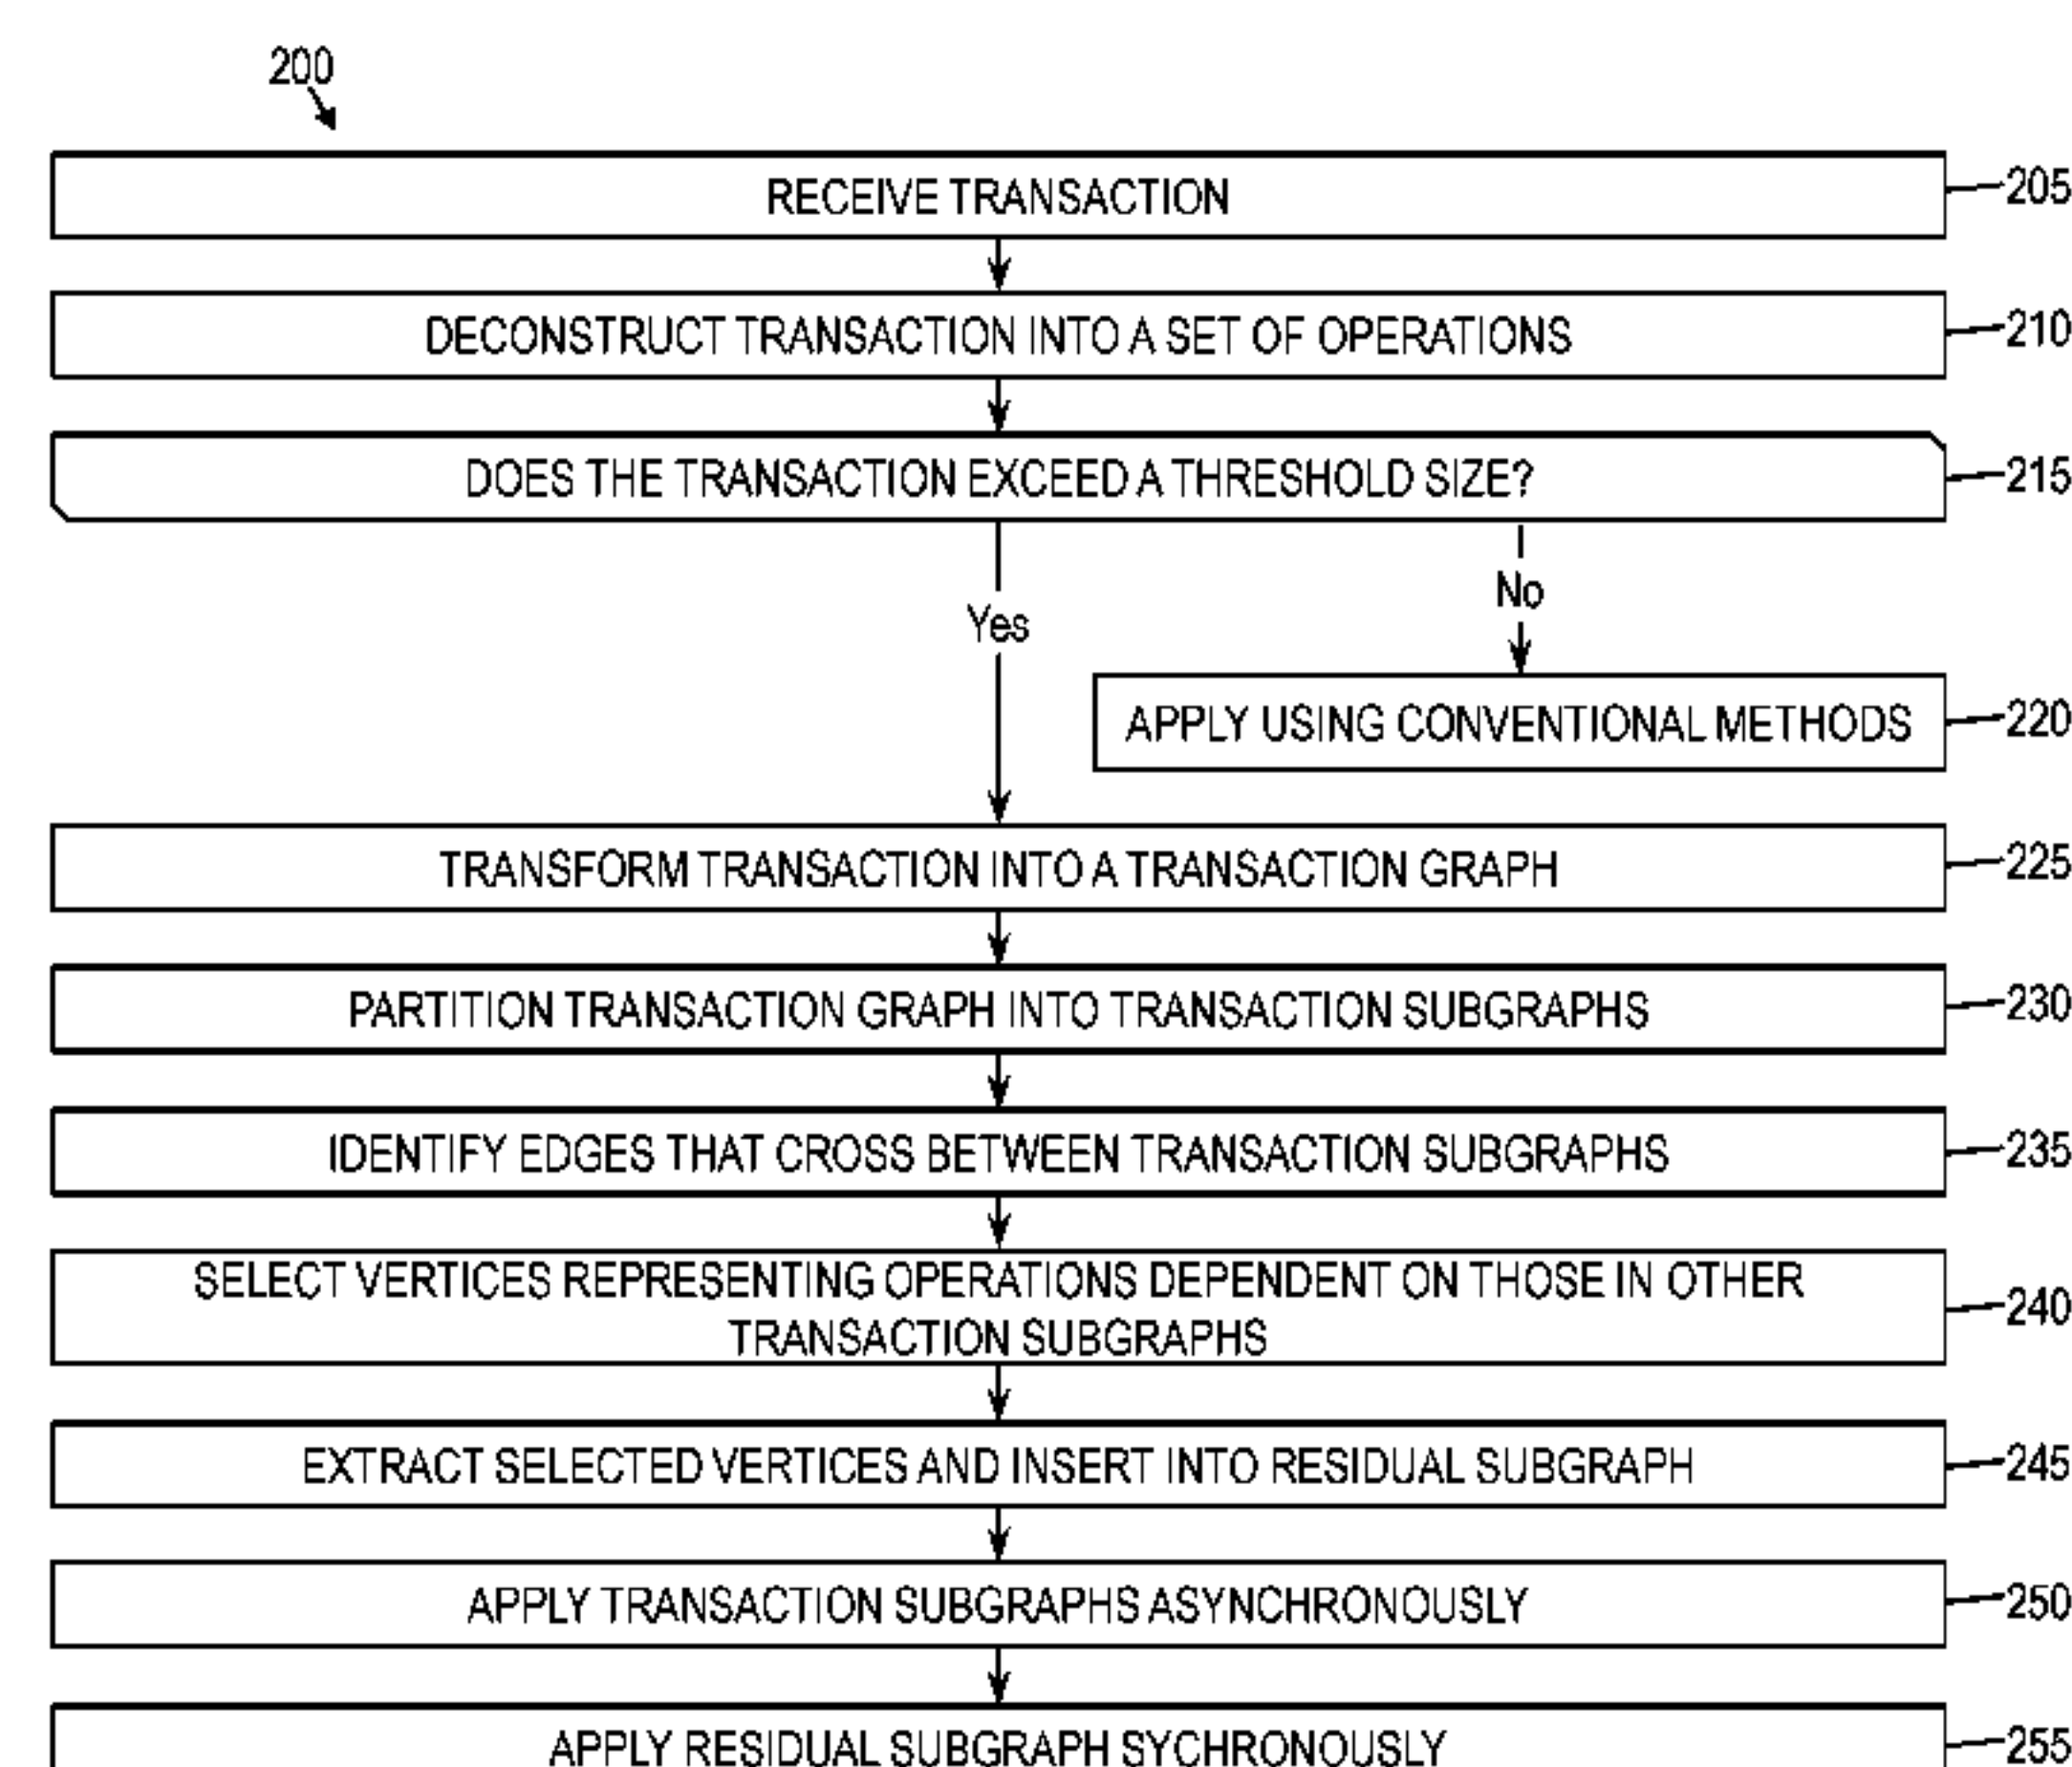 200
RECEIVE TRANSACTION
205
DECONSTRUCT TRANSACTION INTO A SET OF OPERATIONS
210
DOES THE TRANSACTION EXCEED A THRESHOLD SIZE?
215
Yes
No
APPLY USING CONVENTIONAL METHODS
220
TRANSFORM TRANSACTION INTO A TRANSACTION GRAPH
225
PARTITION TRANSACTION GRAPH INTO TRANSACTION SUBGRAPHS
230
IDENTIFY EDGES THAT CROSS BETWEEN TRANSACTION SUBGRAPHS
235
SELECT VERTICES REPRESENTING OPERATIONS DEPENDENT ON THOSE IN OTHER
TRANSACTION SUBGRAPHS
240
EXTRACT SELECTED VERTICES AND INSERT INTO RESIDUAL SUBGRAPH
245
APPLY TRANSACTION SUBGRAPHS ASYNCHRONOUSLY
250
APPLY RESIDUAL SUBGRAPH SYCHRONOUSLY
255